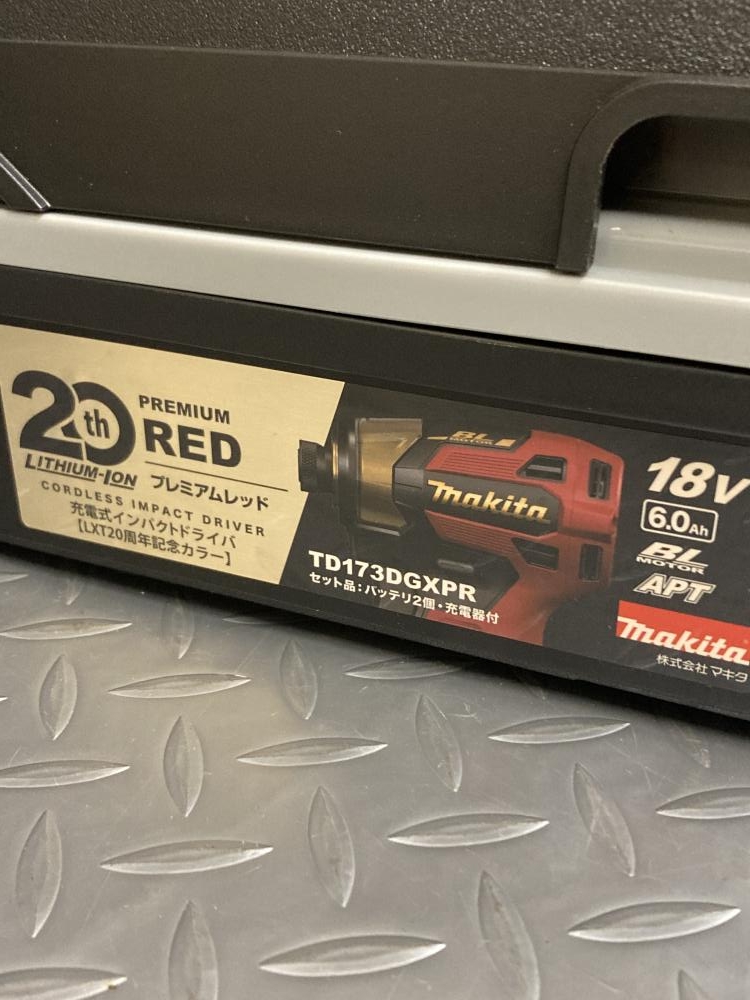 20th
LITHIUM-ION
PREMIUM
RED
プレミアムレッド
CORDLESS IMPACT DRIVER
充電式インパクトドライバ
【LXT20周年記念カラー】
BL
MOTOR
makita
TD173DGXPR
セット品：バッテリ2個・充電器付
18V
6.0Ah
BL
MOTOR
APT
makita
株式会社マキタ